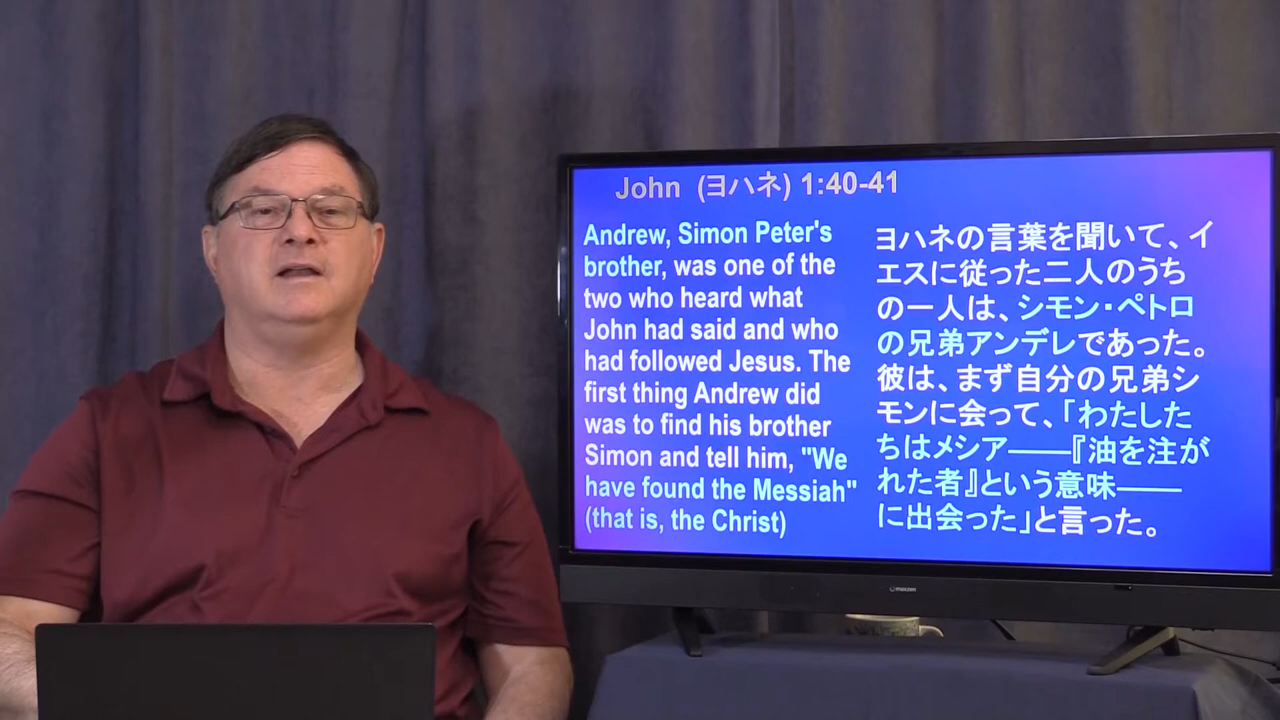 John (ヨハネ) 1:40-41
Andrew, Simon Peter's
brother, was one of the
two who heard what
John had said and who
had followed Jesus. The
first thing Andrew did
was to find his brother
Simon and tell him, "We
have found the Messiah"
(that is, the Christ)
ヨハネの言葉を聞いて、イ
エスに従った二人のうち
の一人は、シモン・ペトロ
の兄弟アンデレであった。
彼は、まず自分の兄弟シ
モンに会って、「わたした
ちはメシア――『油を注が
れた者』という意味――
に出会った」と言った。